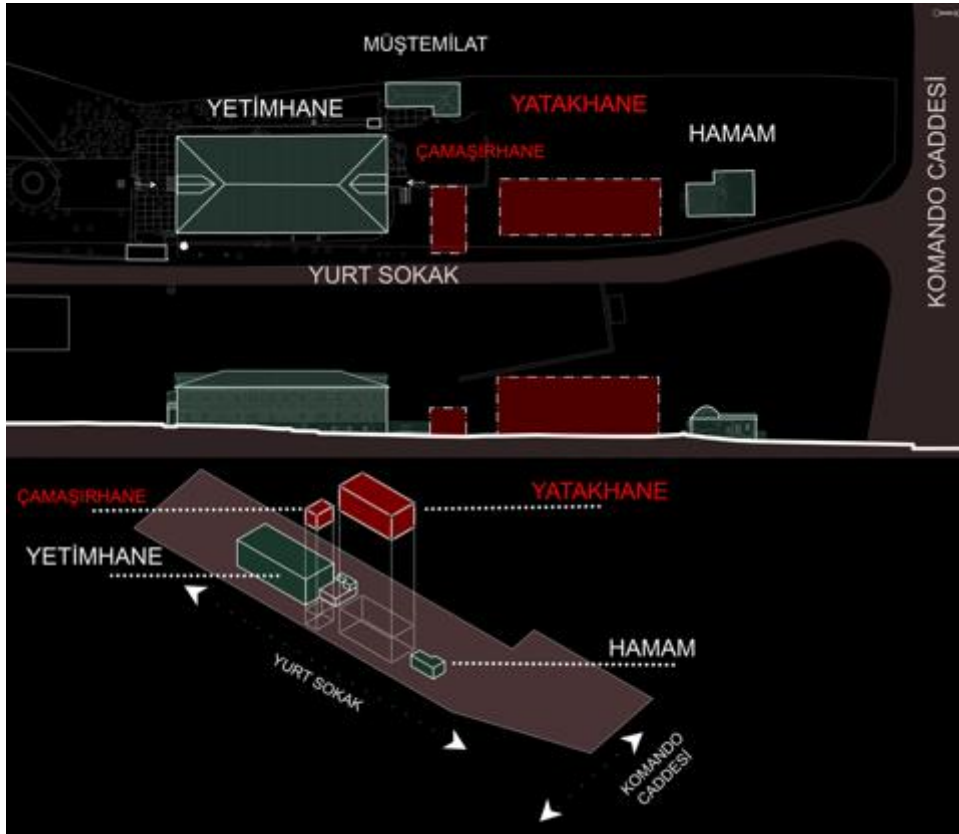 MÜŞTEMİLAT
YETİMHANE
YATAKHANE
HAMAM
ÇAMAŞIRHANE
KOMANDO CADDESİ
YURT SOKAK
ÇAMAŞIRHANE
YATAKHANE
YETİMHANE
HAMAM
YURT SOKAK
KOMANDO
CADDESİ